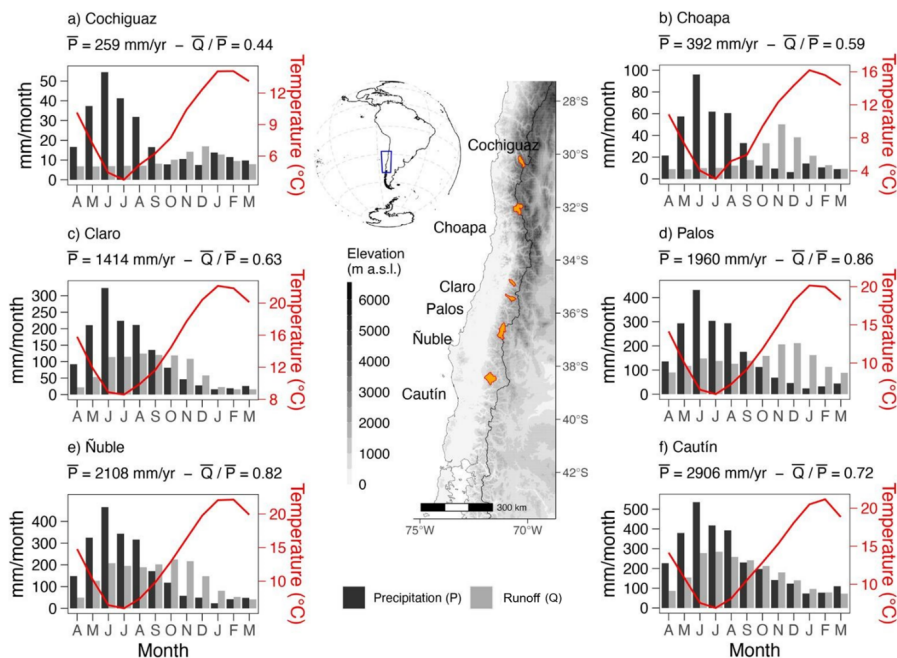 a) Cochiguaz
P̅ = 259 mm/yr − Q̅ / P̅ = 0.44
50
40
30
20
10
0
mm/month
12
9
6
Temperature (°C)
A M J J A S O N D J F M
b) Choapa
P̅ = 392 mm/yr − Q̅ / P̅ = 0.59
100
80
60
40
20
0
mm/month
16
12
8
4
Temperature (°C)
A M J J A S O N D J F M
c) Claro
P̅ = 1414 mm/yr − Q̅ / P̅ = 0.63
300
250
200
150
100
50
0
mm/month
20
16
12
8
Temperature (°C)
A M J J A S O N D J F M
d) Palos
P̅ = 1960 mm/yr − Q̅ / P̅ = 0.86
400
300
200
100
0
mm/month
20
15
10
5
Temperature (°C)
A M J J A S O N D J F M
e) Ñuble
P̅ = 2108 mm/yr − Q̅ / P̅ = 0.82
400
300
200
100
0
mm/month
20
15
10
5
Temperature (°C)
A M J J A S O N D J F M
Month
f) Cautín
P̅ = 2906 mm/yr − Q̅ / P̅ = 0.72
500
400
300
200
100
0
mm/month
20
15
10
5
Temperature (°C)
A M J J A S O N D J F M
Month
Cochiguaz
Choapa
Claro
Palos
Ñuble
Cautín
28°S
30°S
32°S
34°S
36°S
38°S
40°S
42°S
75°W
70°W
300 km
Elevation
(m a.s.l.)
6000
5000
4000
3000
2000
1000
0
Precipitation (P)
Runoff (Q)